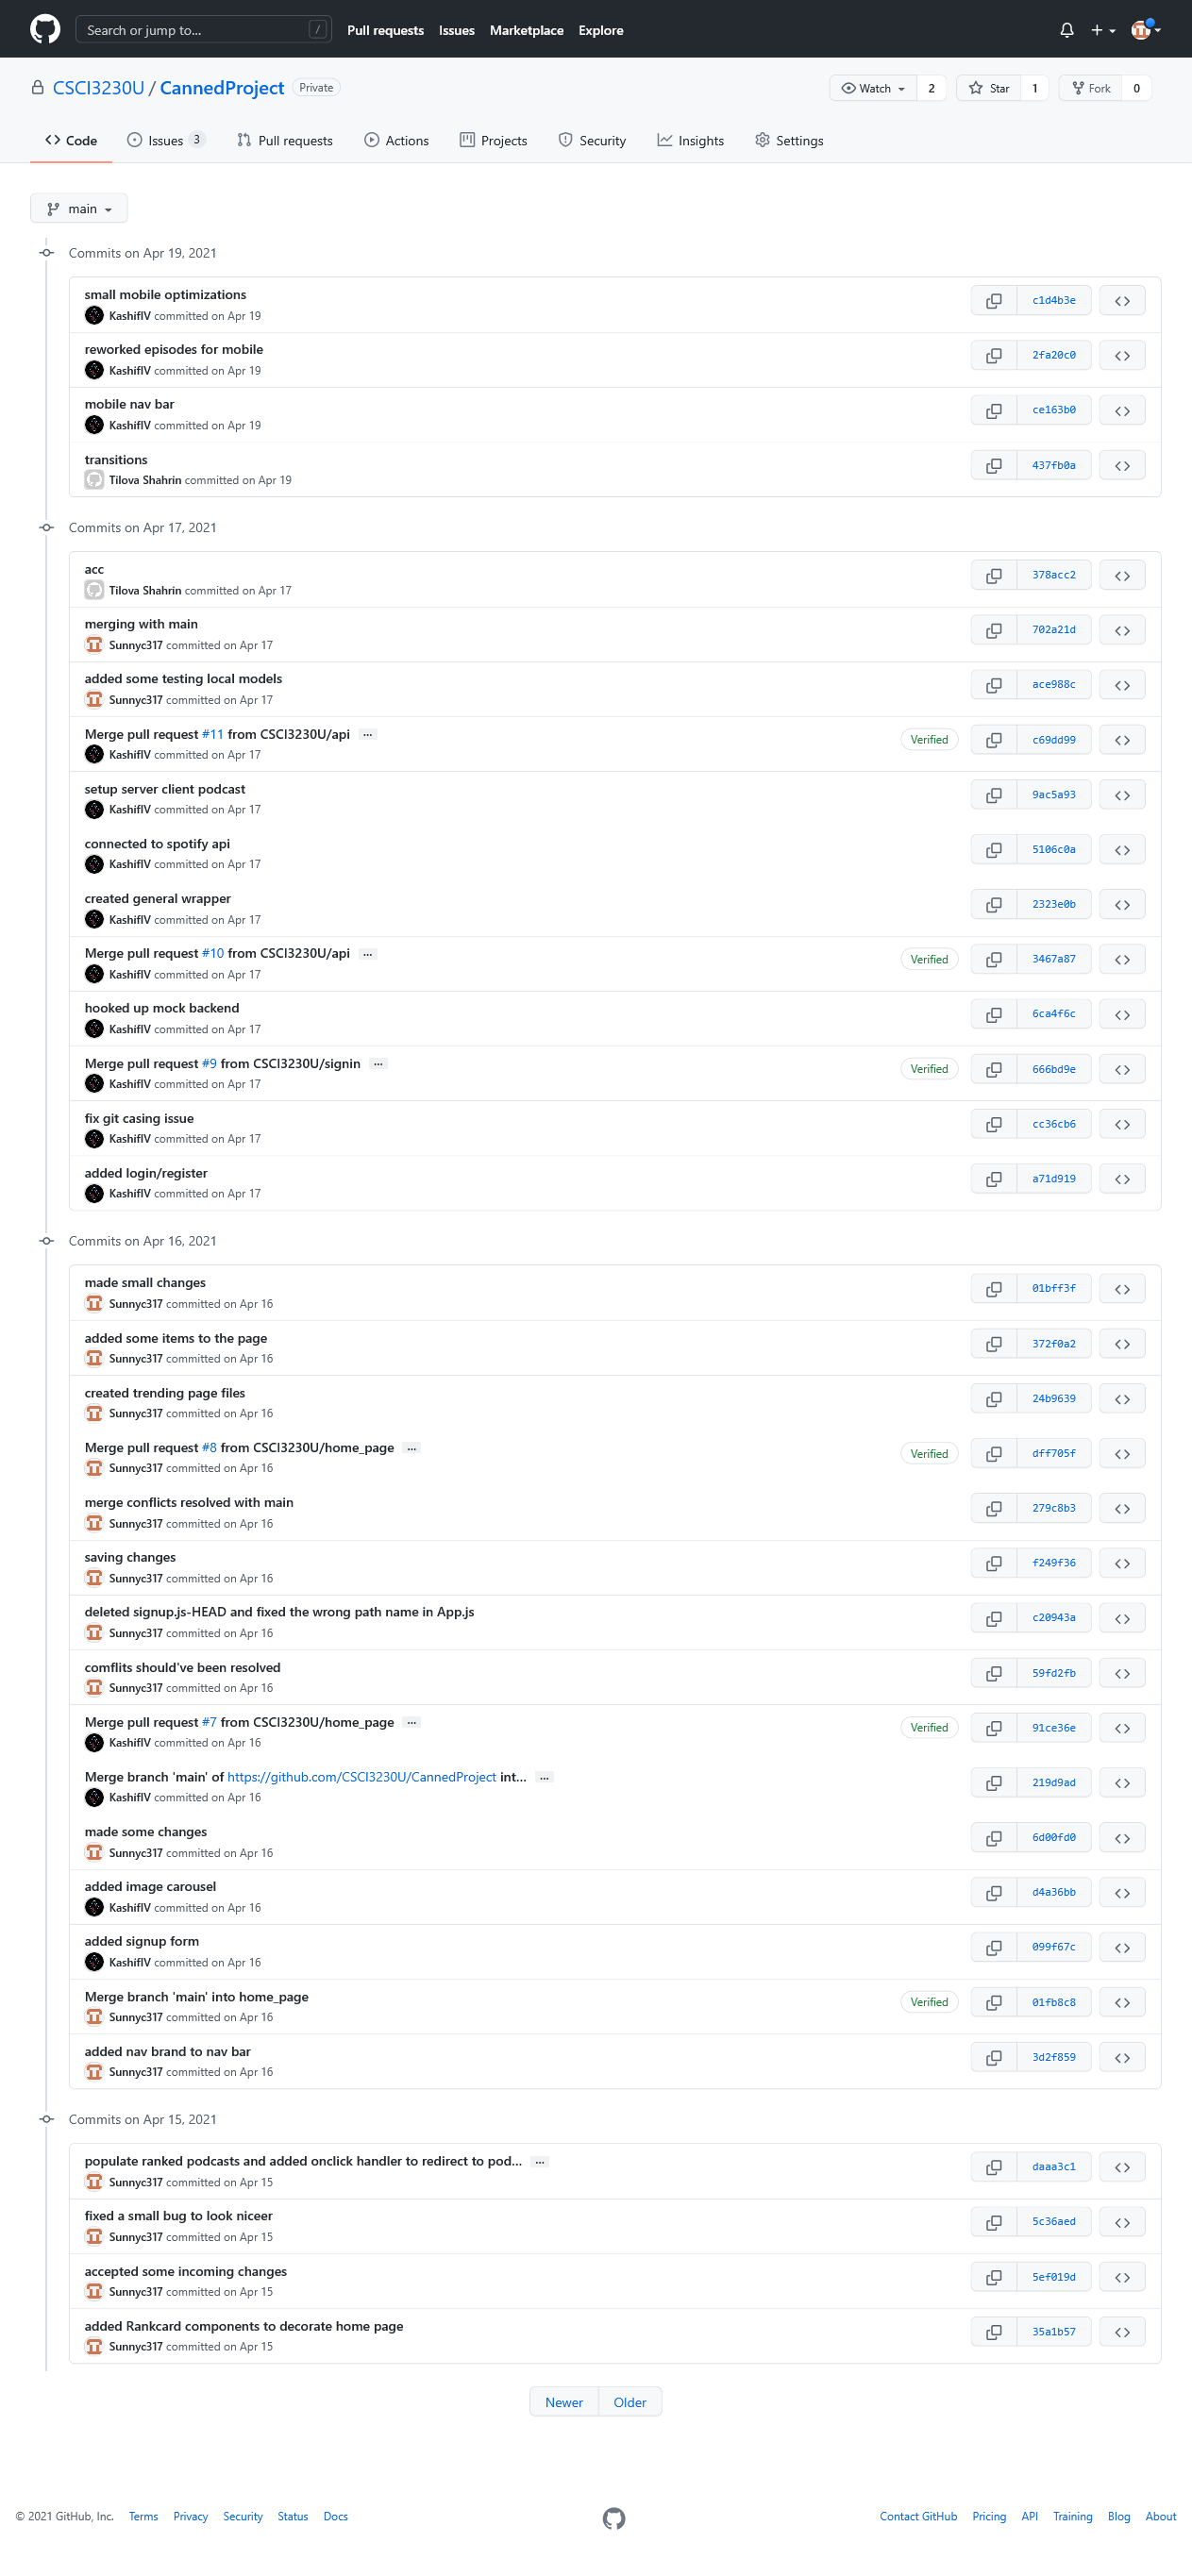 Search or jump to... /
Pull requests Issues Marketplace Explore
CSCI3230U / CannedProject Private
Watch 2 Star 1 Fork 0
Code Issues 3 Pull requests Actions Projects Security Insights Settings
main
Commits on Apr 19, 2021
small mobile optimizations
KashifIV committed on Apr 19
c1d4b3e
reworked episodes for mobile
KashifIV committed on Apr 19
2fa20c0
mobile nav bar
KashifIV committed on Apr 19
ce163b0
transitions
Tilova Shahrin committed on Apr 19
437fb0a
Commits on Apr 17, 2021
acc
Tilova Shahrin committed on Apr 17
378acc2
merging with main
Sunnyc317 committed on Apr 17
702a21d
added some testing local models
Sunnyc317 committed on Apr 17
ace988c
Merge pull request #11 from CSCI3230U/api ...
KashifIV committed on Apr 17
Verified c69dd99
setup server client podcast
KashifIV committed on Apr 17
9ac5a93
connected to spotify api
KashifIV committed on Apr 17
5106c0a
created general wrapper
KashifIV committed on Apr 17
2323e0b
Merge pull request #10 from CSCI3230U/api ...
KashifIV committed on Apr 17
Verified 3467a87
hooked up mock backend
KashifIV committed on Apr 17
6ca4f6c
Merge pull request #9 from CSCI3230U/signin ...
KashifIV committed on Apr 17
Verified 666bd9e
fix git casing issue
KashifIV committed on Apr 17
cc36cb6
added login/register
KashifIV committed on Apr 17
a71d919
Commits on Apr 16, 2021
made small changes
Sunnyc317 committed on Apr 16
01bff3f
added some items to the page
Sunnyc317 committed on Apr 16
372f0a2
created trending page files
Sunnyc317 committed on Apr 16
24b9639
Merge pull request #8 from CSCI3230U/home_page ...
Sunnyc317 committed on Apr 16
Verified dff705f
merge conflicts resolved with main
Sunnyc317 committed on Apr 16
279c8b3
saving changes
Sunnyc317 committed on Apr 16
f249f36
deleted signup.js-HEAD and fixed the wrong path name in App.js
Sunnyc317 committed on Apr 16
c20943a
comflits should've been resolved
Sunnyc317 committed on Apr 16
59fd2fb
Merge pull request #7 from CSCI3230U/home_page ...
KashifIV committed on Apr 16
Verified 91ce36e
Merge branch 'main' of https://github.com/CSCI3230U/CannedProject int... ...
KashifIV committed on Apr 16
219d9ad
made some changes
Sunnyc317 committed on Apr 16
6d00fd0
added image carousel
KashifIV committed on Apr 16
d4a36bb
added signup form
KashifIV committed on Apr 16
099f67c
Merge branch 'main' into home_page
Sunnyc317 committed on Apr 16
Verified 01fb8c8
added nav brand to nav bar
Sunnyc317 committed on Apr 16
3d2f859
Commits on Apr 15, 2021
populate ranked podcasts and added onclick handler to redirect to pod... ...
Sunnyc317 committed on Apr 15
daaa3c1
fixed a small bug to look niceer
Sunnyc317 committed on Apr 15
5c36aed
accepted some incoming changes
Sunnyc317 committed on Apr 15
5ef019d
added Rankcard components to decorate home page
Sunnyc317 committed on Apr 15
35a1b57
Newer Older
© 2021 GitHub, Inc. Terms Privacy Security Status Docs
Contact GitHub Pricing API Training Blog About